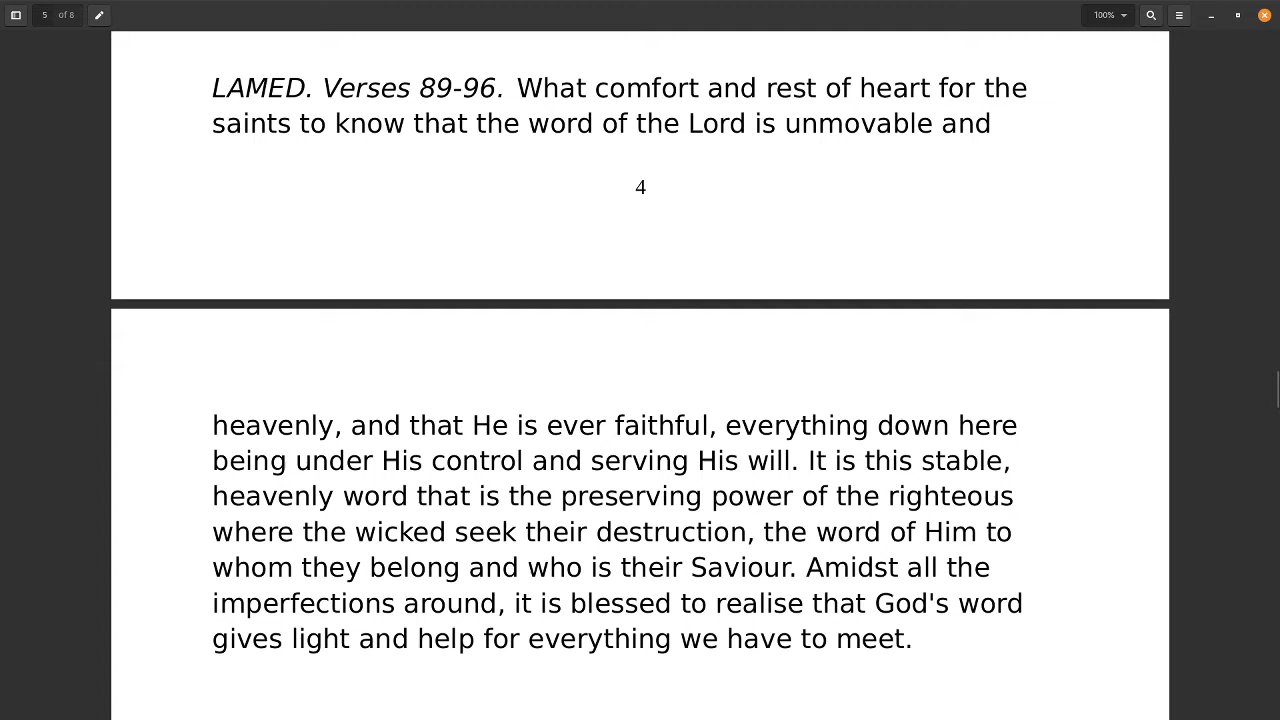 5 of 8
100%
LAMED. Verses 89-96. What comfort and rest of heart for the
saints to know that the word of the Lord is unmovable and
4
heavenly, and that He is ever faithful, everything down here
being under His control and serving His will. It is this stable,
heavenly word that is the preserving power of the righteous
where the wicked seek their destruction, the word of Him to
whom they belong and who is their Saviour. Amidst all the
imperfections around, it is blessed to realise that God's word
gives light and help for everything we have to meet.